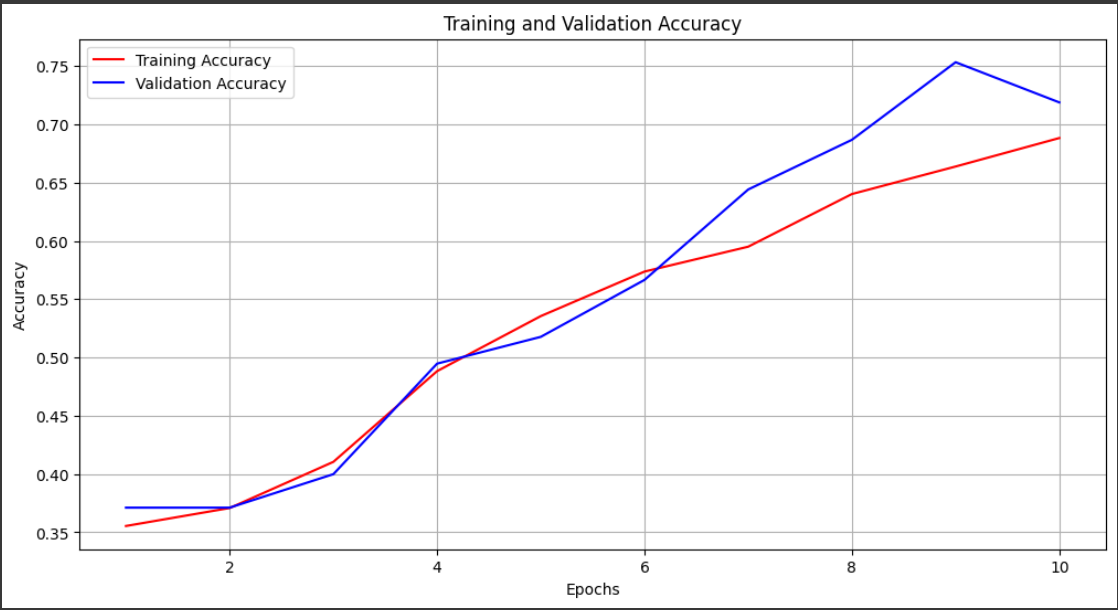 Training and Validation Accuracy
Training Accuracy
Validation Accuracy
0.75
0.70
0.65
0.60
0.55
0.50
0.45
0.40
0.35
Accuracy
2 4 6 8 10
Epochs